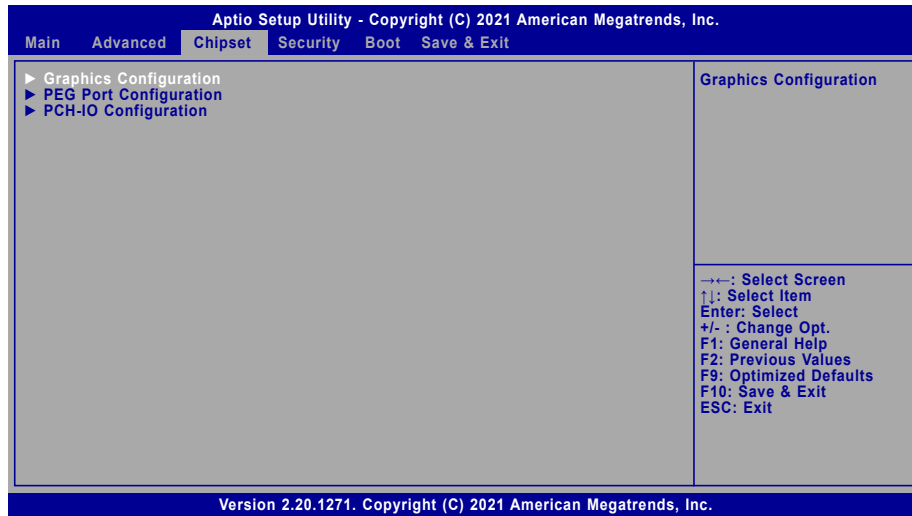 Aptio Setup Utility - Copyright (C) 2021 American Megatrends, Inc.
Main Advanced Chipset Security Boot Save & Exit
► Graphics Configuration
► PEG Port Configuration
► PCH-IO Configuration
Graphics Configuration
→←: Select Screen
↑↓: Select Item
Enter: Select
+/- : Change Opt.
F1: General Help
F2: Previous Values
F9: Optimized Defaults
F10: Save & Exit
ESC: Exit
Version 2.20.1271. Copyright (C) 2021 American Megatrends, Inc.